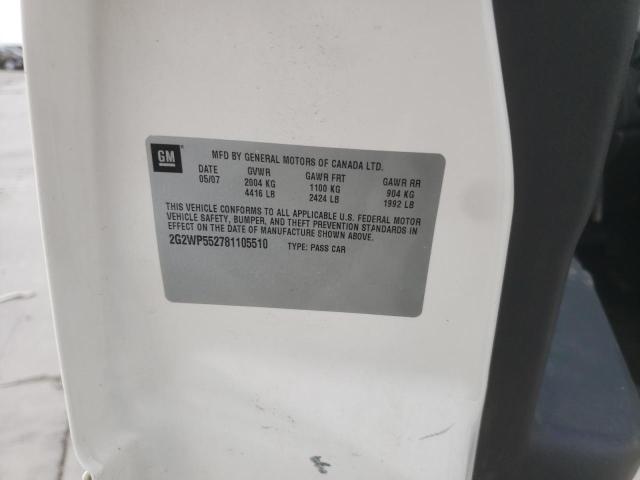 GM
MFD BY GENERAL MOTORS OF CANADA LTD.
DATE GVWR GAWR FRT GAWR RR
05/07 2004 KG 1100 KG 904 KG
4416 LB 2424 LB 1992 LB
THIS VEHICLE CONFORMS TO ALL APPLICABLE U.S. FEDERAL MOTOR
VEHICLE SAFETY, BUMPER, AND THEFT PREVENTION STANDARDS IN
EFFECT ON THE DATE OF MANUFACTURE SHOWN ABOVE.
2G2WP552781105510 TYPE: PASS CAR